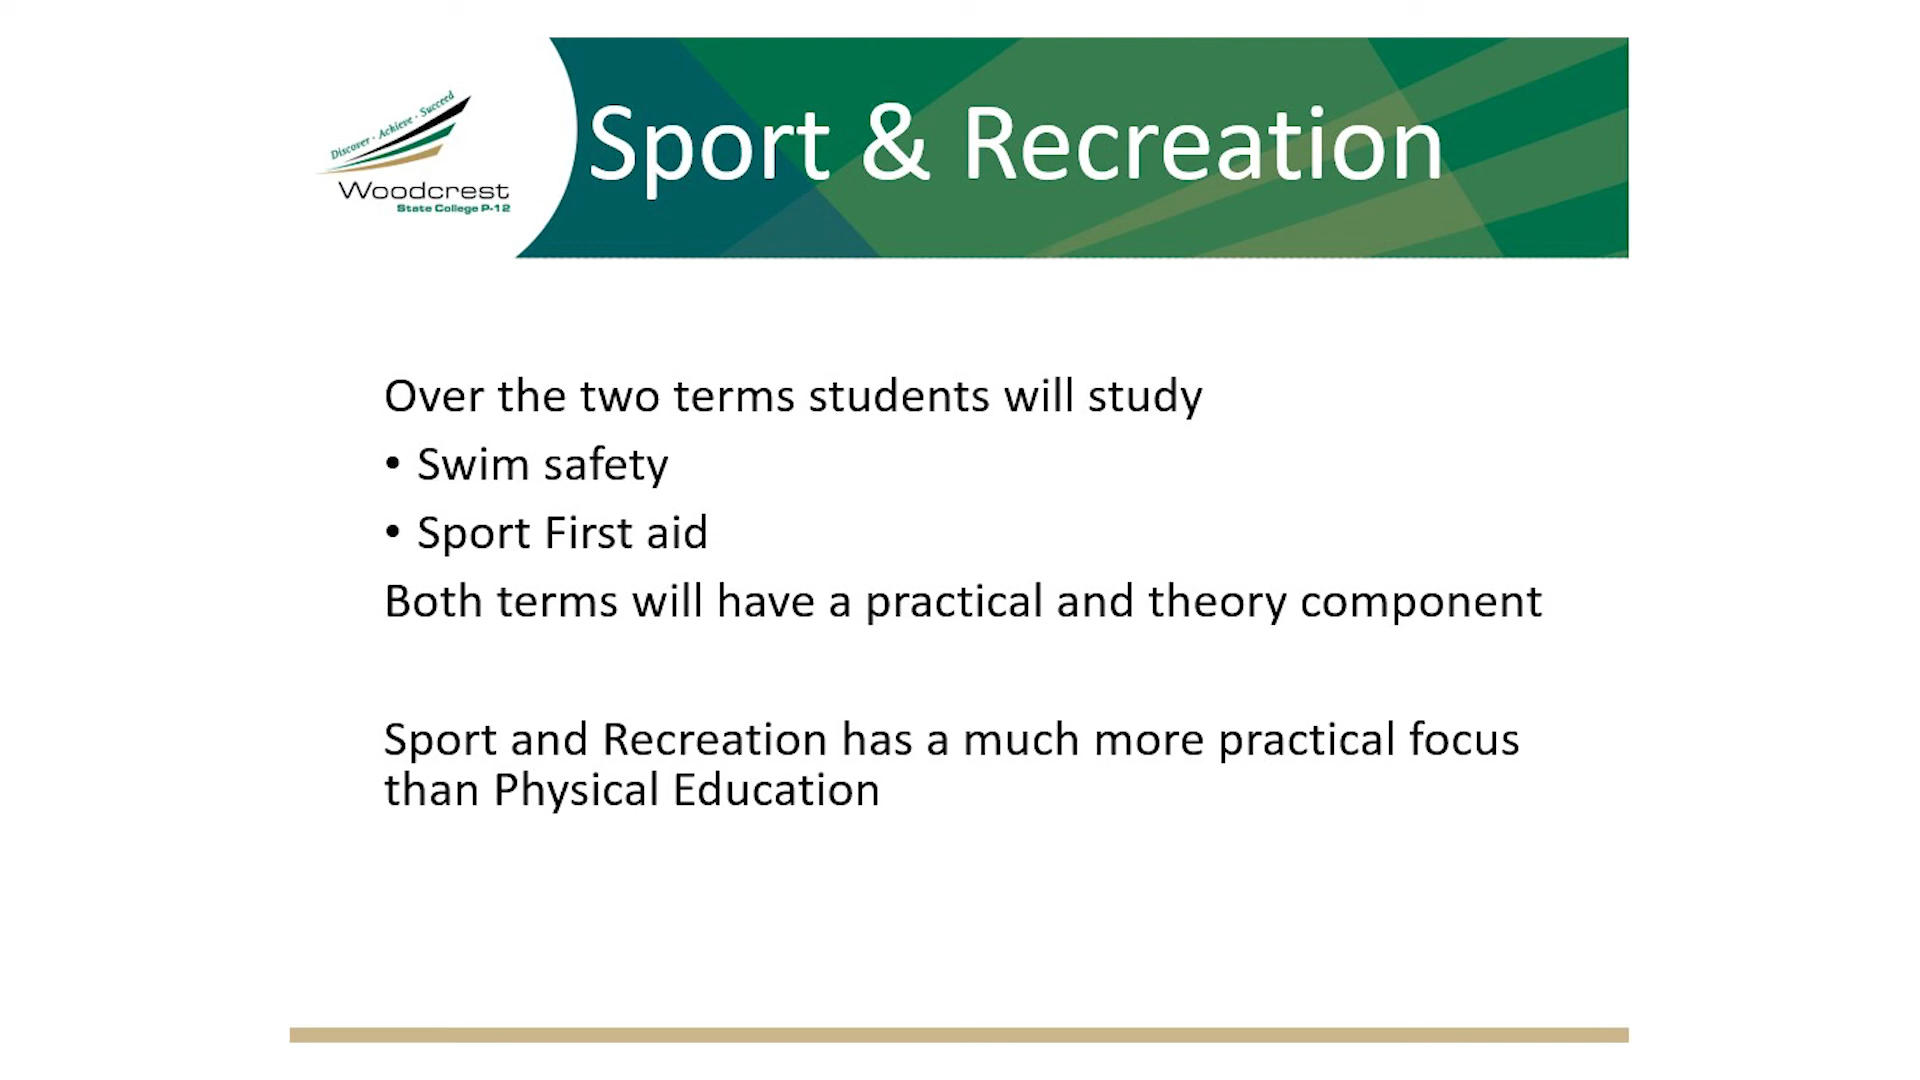 Discover · Achieve · Succeed
Woodcrest
State College P-12
Sport & Recreation
Over the two terms students will study
• Swim safety
• Sport First aid
Both terms will have a practical and theory component
Sport and Recreation has a much more practical focus
than Physical Education